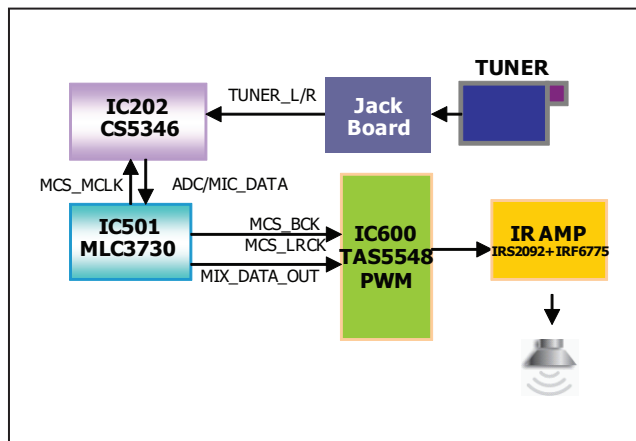 TUNER
TUNER_L/R
Jack
Board
IC202
CS5346
MCS_MCLK
ADC/MIC_DATA
IC501
MLC3730
MCS_BCK
MCS_LRCK
MIX_DATA_OUT
IC600
TAS5548
PWM
IR AMP
IRS2092+IRF6775